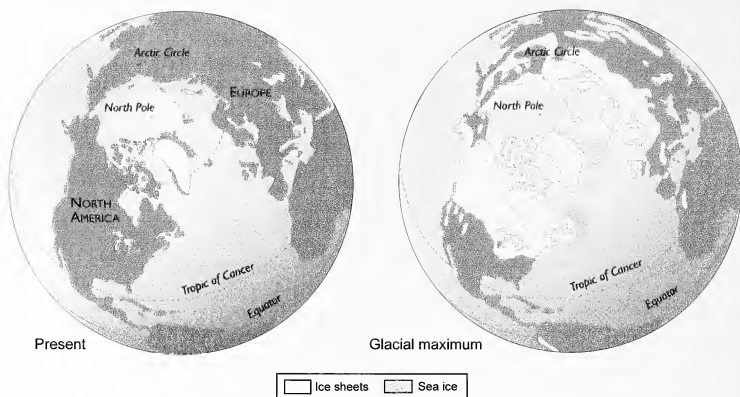 Arctic Circle
North Pole
EUROPE
NORTH
AMERICA
Tropic of Cancer
Equator
Present
Arctic Circle
North Pole
Tropic of Cancer
Equator
Glacial maximum
Ice sheets
Sea ice